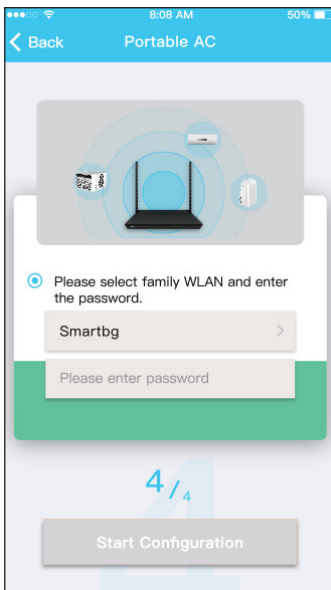 8:08 AM 50%
Back Portable AC
Please select family WLAN and enter
the password.
Smartbg
Please enter password
4/4
Start Configuration